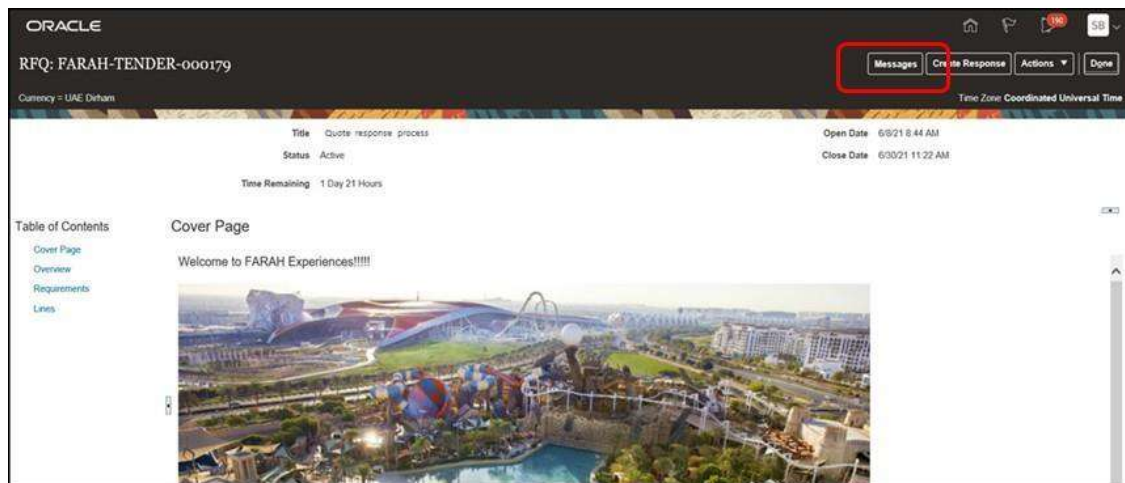 ORACLE
190
SB
RFQ: FARAH-TENDER-000179
Messages
Create Response
Actions
Done
Currency = UAE Dirham
Time Zone Coordinated Universal Time
Title Quote response process
Open Date 6/8/21 8:44 AM
Status Active
Close Date 6/30/21 11:22 AM
Time Remaining 1 Day 21 Hours
Table of Contents
Cover Page
Cover Page
Overview
Requirements
Lines
Welcome to FARAH Experiences!!!!!